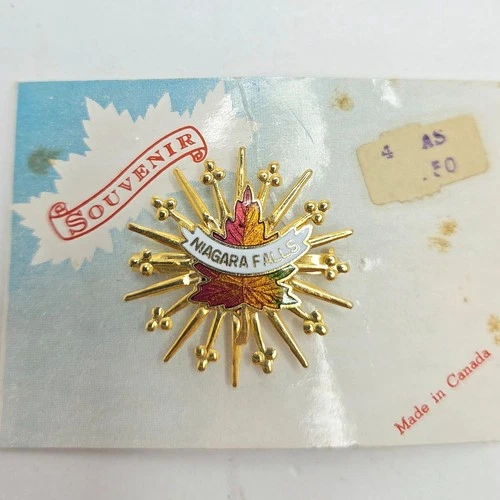 SOUVENIR
4 AS
.50
NIAGARA FALLS
Made in Canada